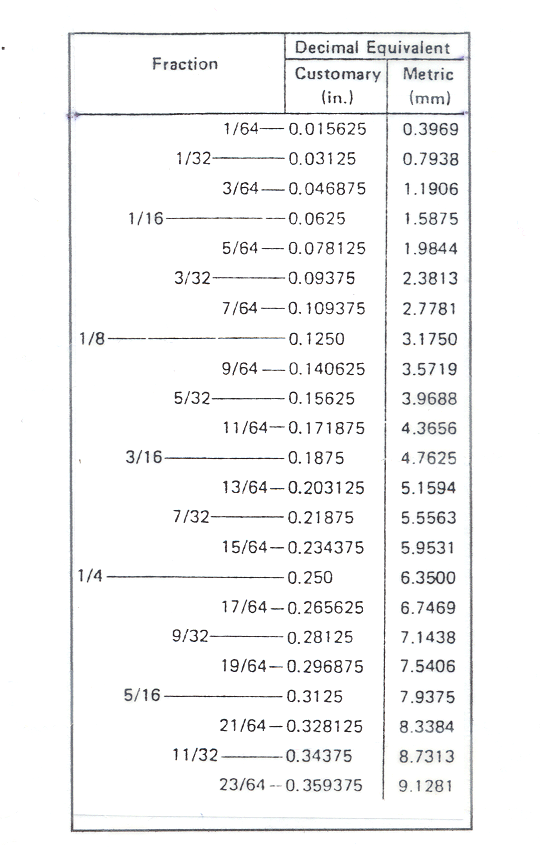 Fraction
Decimal Equivalent
Customary
(in.)
Metric
(mm)
1/64 0.015625 0.3969
1/32 0.03125 0.7938
3/64 0.046875 1.1906
1/16 0.0625 1.5875
5/64 0.078125 1.9844
3/32 0.09375 2.3813
7/64 0.109375 2.7781
1/8 0.1250 3.1750
9/64 0.140625 3.5719
5/32 0.15625 3.9688
11/64 0.171875 4.3656
3/16 0.1875 4.7625
13/64 0.203125 5.1594
7/32 0.21875 5.5563
15/64 0.234375 5.9531
1/4 0.250 6.3500
17/64 0.265625 6.7469
9/32 0.28125 7.1438
19/64 0.296875 7.5406
5/16 0.3125 7.9375
21/64 0.328125 8.3384
11/32 0.34375 8.7313
23/64 0.359375 9.1281